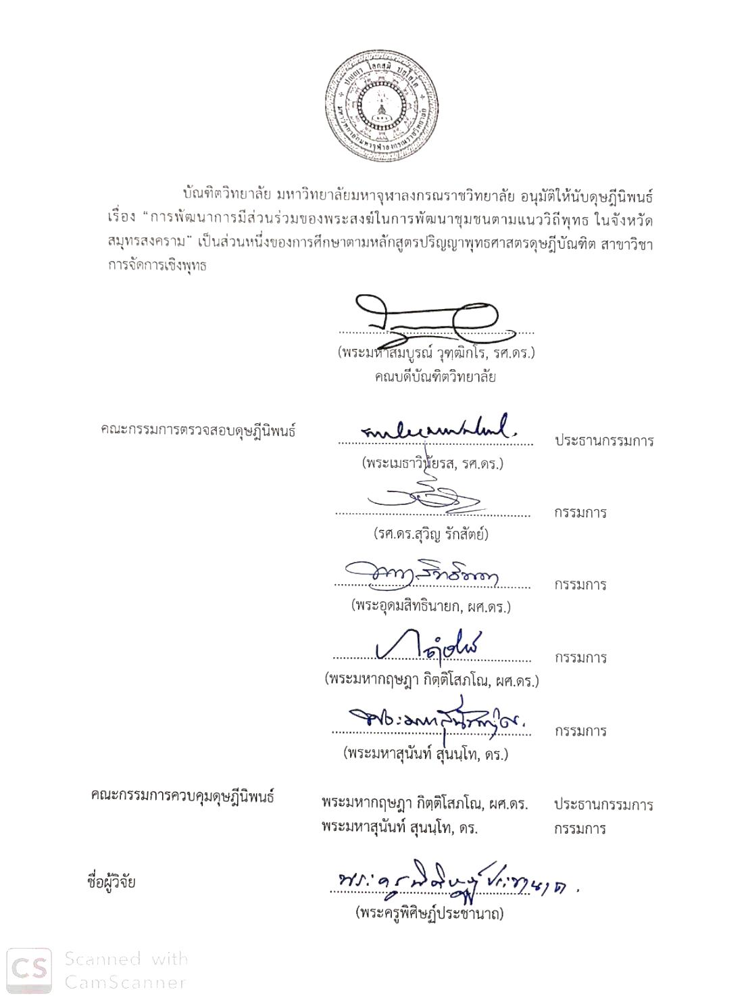 ปญฺญา โลกสฺมิ ปชฺโชโต
มหาวิทยาลัยมหาจุฬาลงกรณราชวิทยาลัย
บัณฑิตวิทยาลัย มหาวิทยาลัยมหาจุฬาลงกรณราชวิทยาลัย อนุมัติให้นับดุษฎีนิพนธ์
เรื่อง “การพัฒนาการมีส่วนร่วมของพระสงฆ์ในการพัฒนาชุมชนตามแนววิถีพุทธ ในจังหวัด
สมุทรสงคราม” เป็นส่วนหนึ่งของการศึกษาตามหลักสูตรปริญญาพุทธศาสตรดุษฎีบัณฑิต สาขาวิชา
การจัดการเชิงพุทธ
(พระมหาสมบูรณ์ วุฑฺฒิกโร, รศ.ดร.)
คณบดีบัณฑิตวิทยาลัย
คณะกรรมการตรวจสอบดุษฎีนิพนธ์ ประธานกรรมการ
(พระเมธาวินัยรส, รศ.ดร.)
กรรมการ
(รศ.ดร.สุวิญ รักสัตย์)
กรรมการ
(พระอุดมสิทธินายก, ผศ.ดร.)
กรรมการ
(พระมหากฤษฎา กิตฺติโสภโณ, ผศ.ดร.)
กรรมการ
(พระมหาสุนันท์ สุนนฺโท, ดร.)
คณะกรรมการควบคุมดุษฎีนิพนธ์ พระมหากฤษฎา กิตฺติโสภโณ, ผศ.ดร. ประธานกรรมการ
พระมหาสุนันท์ สุนนฺโท, ดร. กรรมการ
ชื่อผู้วิจัย พระครูพิศิษฏ์ประชานาถ
(พระครูพิศิษฏ์ประชานาถ)
CS Scanned with
CamScanner